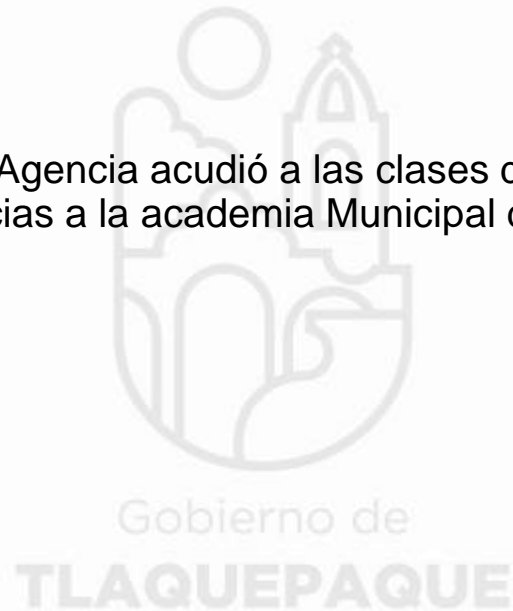 Agencia acudió a las clases
cias a la academia Municipal
Gobierno de
TLAQUEPAQUE